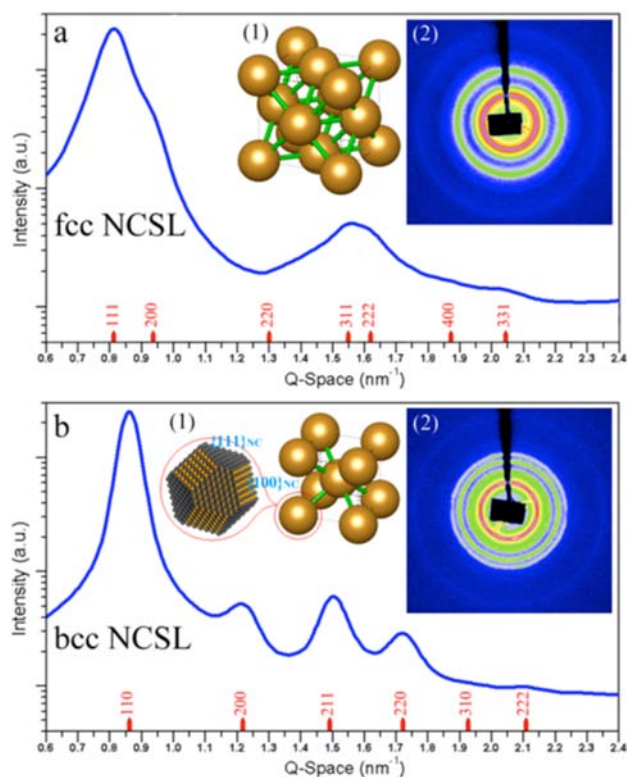 a
(1)
(2)
Intensity (a.u.)
fcc NCSL
111
200
220
311
222
400
331
0.6 0.7 0.8 0.9 1.0 1.1 1.2 1.3 1.4 1.5 1.6 1.7 1.8 1.9 2.0 2.1 2.2 2.3 2.4
Q-Space (nm⁻¹)
b
(1)
(2)
{111}SC
{100}SC
Intensity (a.u.)
bcc NCSL
110
200
211
220
310
222
0.6 0.7 0.8 0.9 1.0 1.1 1.2 1.3 1.4 1.5 1.6 1.7 1.8 1.9 2.0 2.1 2.2 2.3 2.4
Q-Space (nm⁻¹)